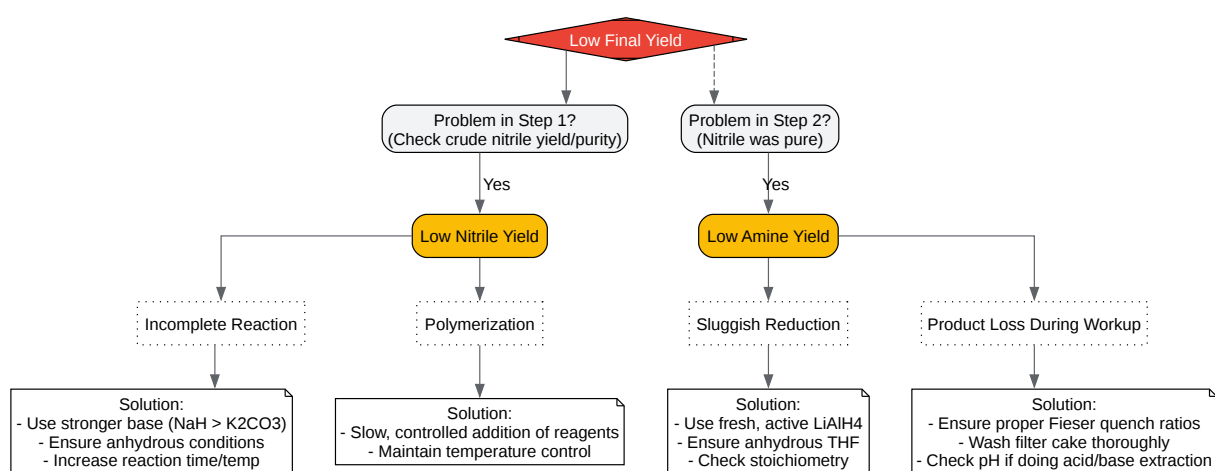 Low Final Yield
Problem in Step 1?
(Check crude nitrile yield/purity)
Problem in Step 2?
(Nitrile was pure)
Yes
Yes
Low Nitrile Yield
Low Amine Yield
Incomplete Reaction
Polymerization
Sluggish Reduction
Product Loss During Workup
Solution:
- Use stronger base (NaH > K2CO3)
- Ensure anhydrous conditions
- Increase reaction time/temp
Solution:
- Slow, controlled addition of reagents
- Maintain temperature control
Solution:
- Use fresh, active LiAlH4
- Ensure anhydrous THF
- Check stoichiometry
Solution:
- Ensure proper Fieser quench ratios
- Wash filter cake thoroughly
- Check pH if doing acid/base extraction